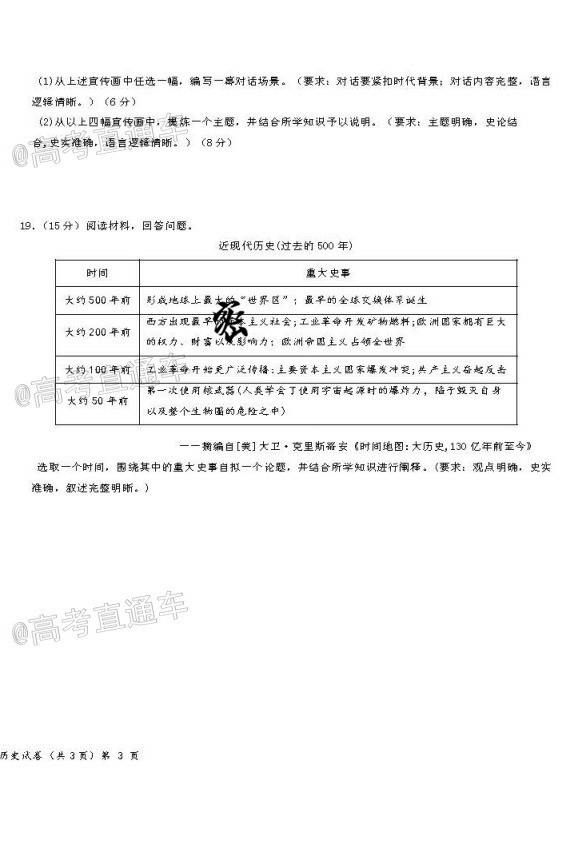 (1)从上述宣传画中任选一幅，编写一幕对话场景。（要求：对话要紧扣时代背景；对话内容完整，语言
逻辑清晰。）（6分）
(2)从以上四幅宣传画中，提炼一个主题，并结合所学知识予以说明。（要求：主题明确，史论结
合,史实准确，语言逻辑清晰。）（8分）
@高考直通车
19.（15分）阅读材料，回答问题。
近现代历史(过去的500年)
时间 重大史事
大约500年前 形成地球上最大的“世界区”；最早的全球交换体系诞生
大约200年前 西方出现最早的资本主义社会;工业革命开发矿物燃料;欧洲国家拥有巨大
的权力、财富以及影响力；欧洲帝国主义占领全世界
大约100年前 工业革命开始更广泛传播:主要资本主义国家爆发冲突;共产主义奋起反击
大约50年前 第一次使用核武器(人类学会了使用宇宙起源时的爆炸力，陷于毁灭自身
以及整个生物圈的危险之中)
密
@高考直通车
——摘编自[美]大卫·克里斯蒂安《时间地图:大历史,130亿年前至今》
选取一个时间，围绕其中的重大史事自拟一个论题，并结合所学知识进行阐释。(要求：观点明确，史实
准确，叙述完整明晰。)
@高考直通车
历史试卷（共3页）第 3 页